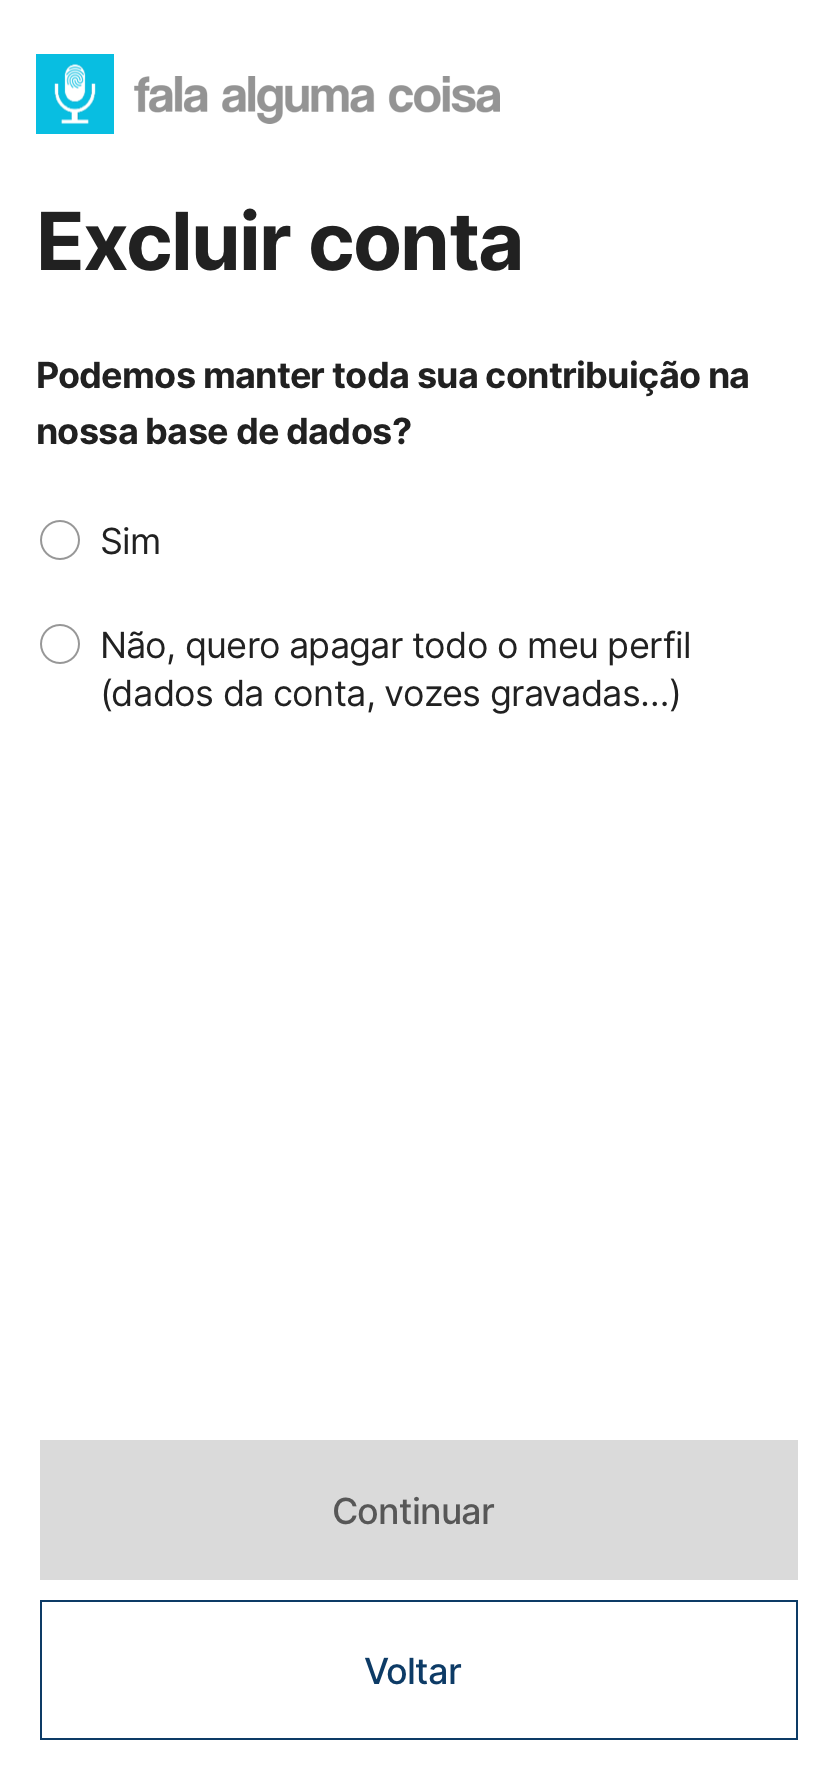 fala alguma coisa
Excluir conta
Podemos manter toda sua contribuição na
nossa base de dados?
Sim
Não, quero apagar todo o meu perfil
(dados da conta, vozes gravadas...)
Continuar
Voltar